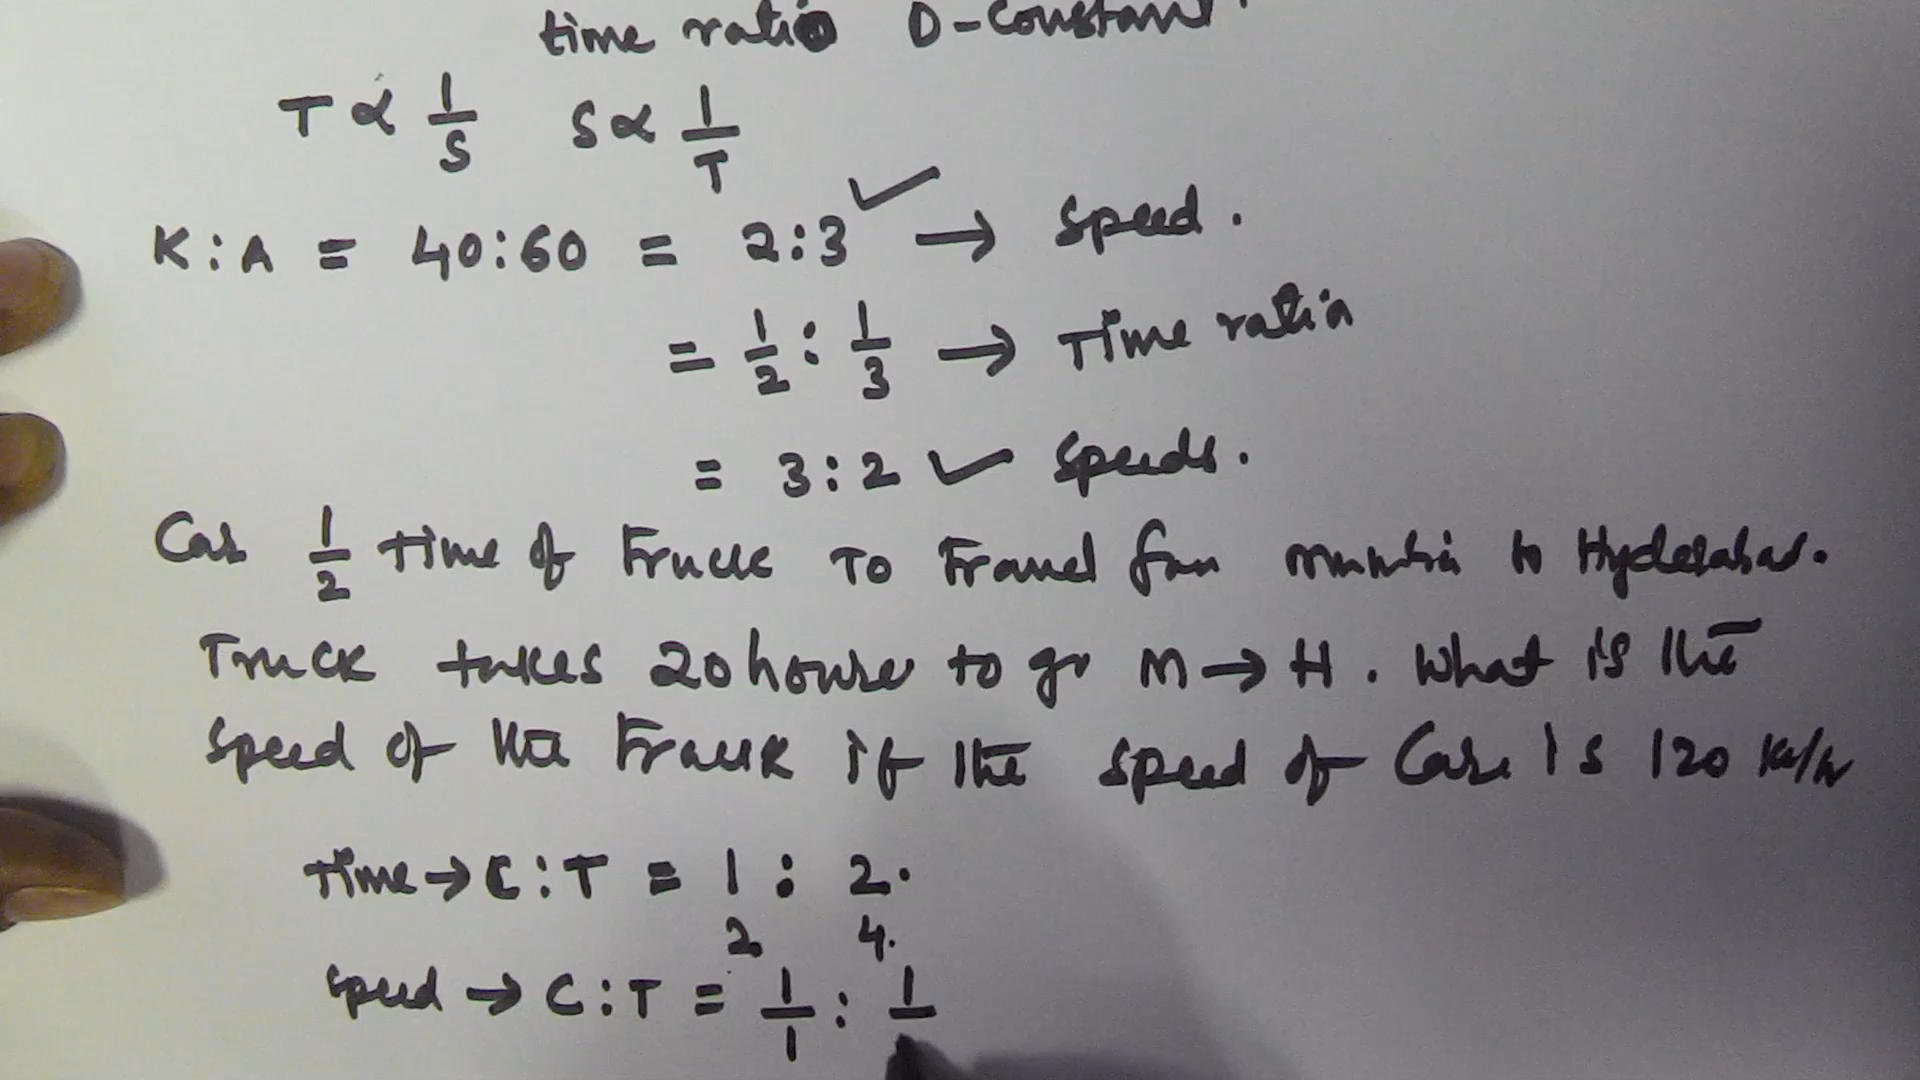 time ratio D-Constant
T ∝ 1/S S ∝ 1/T
K : A = 40 : 60 = 2 : 3 ✓ → Speed.
= 1/2 : 1/3 → Time ratio
= 3 : 2 ✓ Speeds.
Car 1/2 time of Truck To Travel from Mumbai to Hyderabad.
Truck takes 20 hours to go M → H. What is the
Speed of the Truck if the speed of Car is 120 Km/hr
Time → C : T = 1 : 2.
2 4.
Speed → C : T = 1/1 : 1/